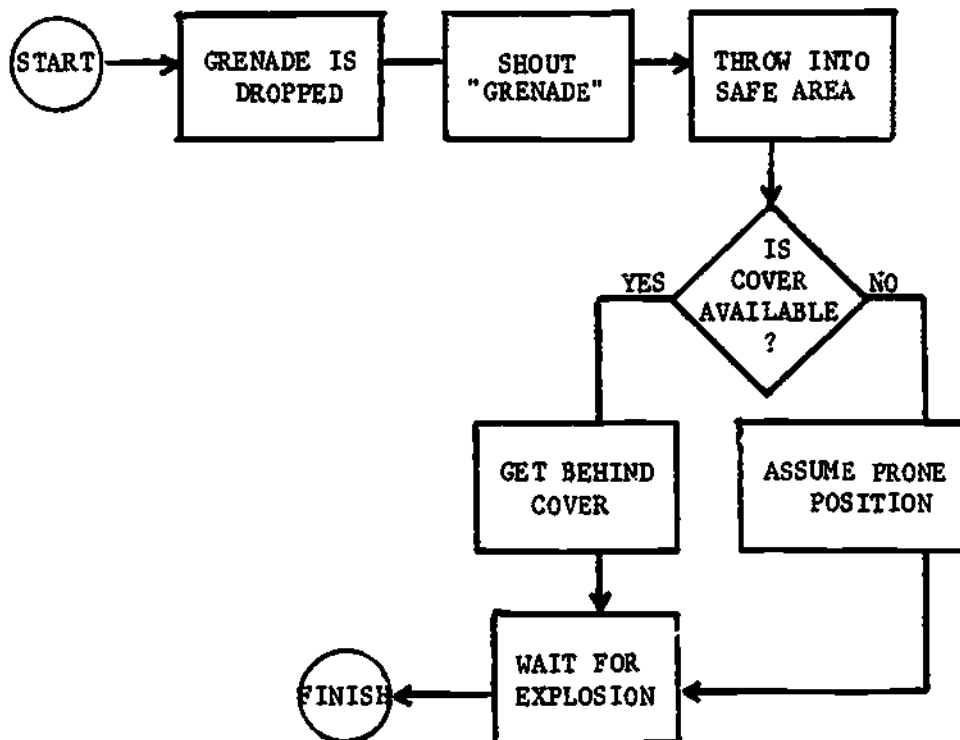 START
GRENADE IS
DROPPED
SHOUT
"GRENADE"
THROW INTO
SAFE AREA
IS
COVER
AVAILABLE
?
YES
NO
GET BEHIND
COVER
ASSUME PRONE
POSITION
WAIT FOR
EXPLOSION
FINISH